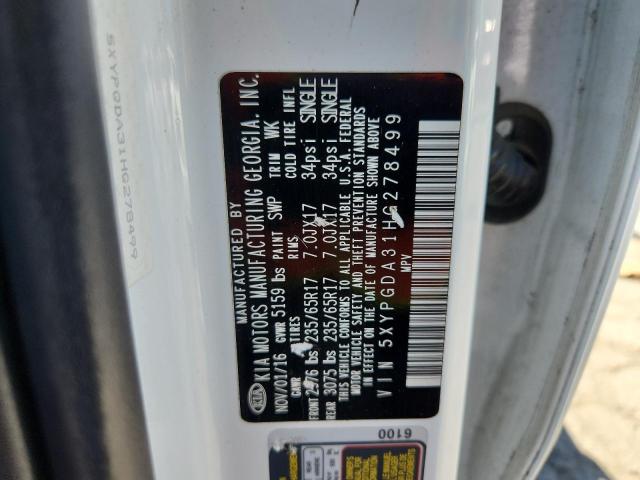 5XYPGDA31HG278499
MANUFACTURED BY
KIA KIA MOTORS MANUFACTURING GEORGIA, INC.
NOV/01/16 GVWR 5159 lbs PAINT SWP TRIM WK
GAWR TIRES RIMS COLD TIRE INFL
FRONT 2976 lbs 235/65R17 7.0JX17 34psi SINGLE
REAR 3075 lbs 235/65R17 7.0JX17 34psi SINGLE
THIS VEHICLE CONFORMS TO ALL APPLICABLE U.S.A. FEDERAL
MOTOR VEHICLE SAFETY AND THEFT PREVENTION STANDARDS
IN EFFECT ON THE DATE OF MANUFACTURE SHOWN ABOVE
VIN 5XYPGDA31HG278499
MPV
6100